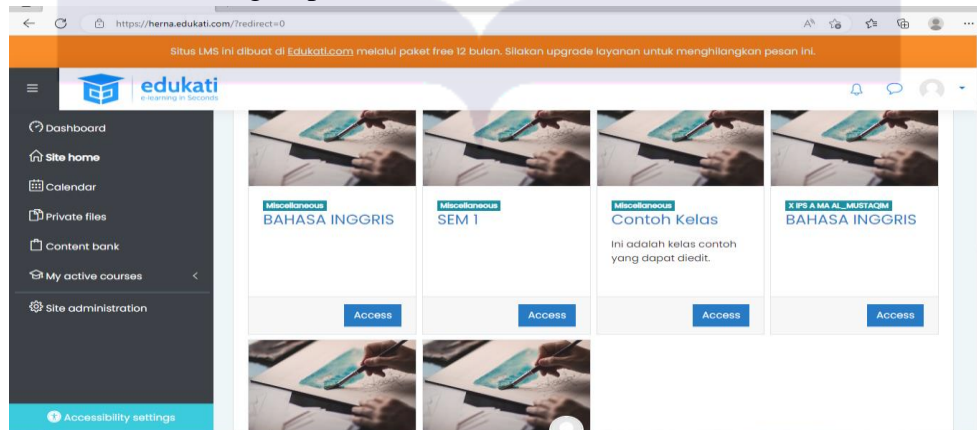 https://herna.edukati.com/?redirect=0
Situs LMS ini dibuat di Edukati.com melalui paket free 12 bulan. Silakan upgrade layanan untuk menghilangkan pesan ini.
edukati
e-learning in Seconds
Dashboard
Site home
Calendar
Private files
Content bank
My active courses
Site administration
Accessibility settings
Miscellaneous
BAHASA INGGRIS
Access
Miscellaneous
SEM 1
Access
Miscellaneous
Contoh Kelas
Ini adalah kelas contoh
yang dapat diedit.
Access
X IPS A MA AL_MUSTAQIM
BAHASA INGGRIS
Access